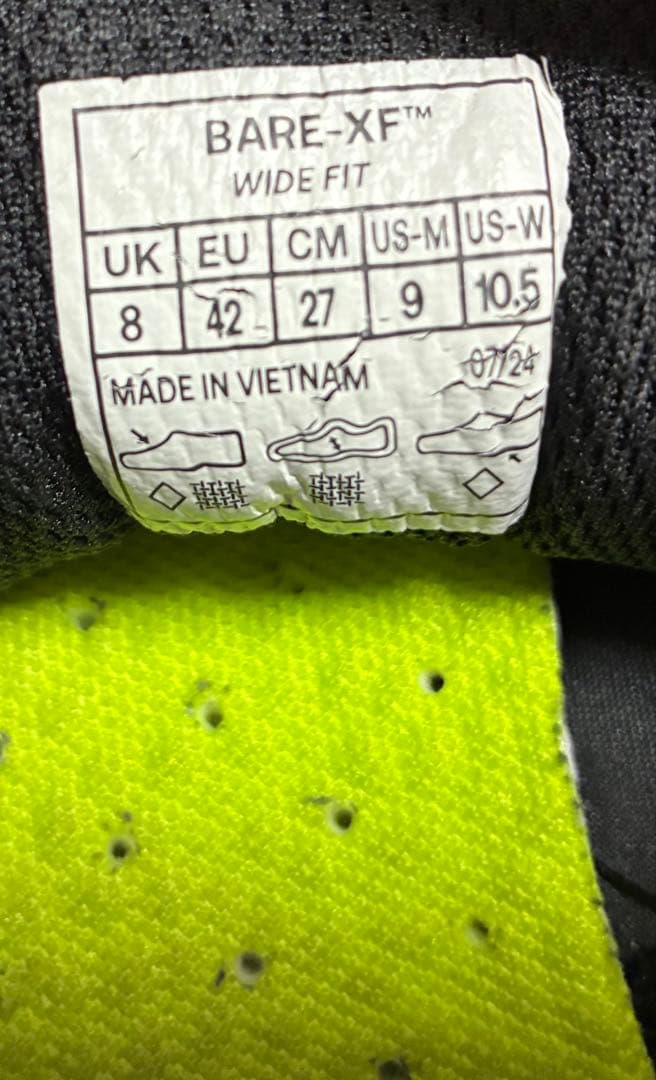 BARE-XF™
WIDE FIT
UK EU CM US-M US-W
8 42 27 9 10.5
MADE IN VIETNAM 07/24